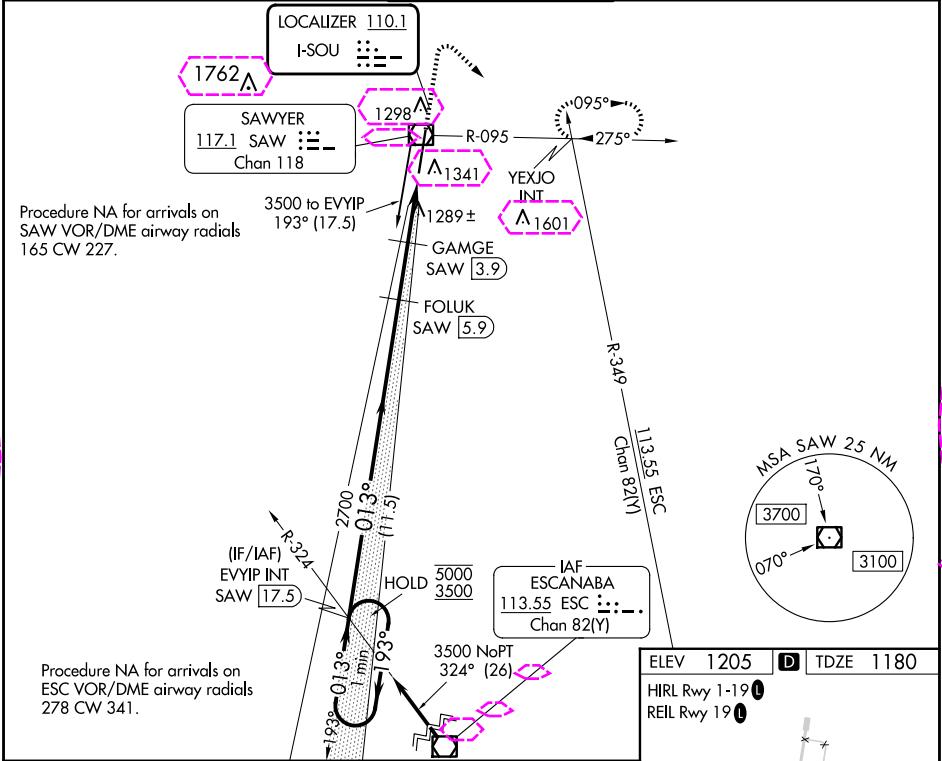 LOCALIZER 110.1
I-SOU
1762
1298
SAWYER
117.1 SAW
Chan 118
R-095
095°
275°
1341
YEXJO
INT
1601
3500 to EVYIP
193° (17.5)
1289 ±
Procedure NA for arrivals on
SAW VOR/DME airway radials
165 CW 227.
GAMGE
SAW 3.9
FOLUK
SAW 5.9
R-349
113.55 ESC
Chan 82(Y)
2700
013°
(11.5)
MSA SAW 25 NM
170°
3700
070°
3100
R-324
(IF/IAF)
EVYIP INT
SAW 17.5
HOLD 5000
3500
IAF
ESCANABA
113.55 ESC
Chan 82(Y)
013°
1 min
193°
3500 NoPT
324° (26)
193°
Procedure NA for arrivals on
ESC VOR/DME airway radials
278 CW 341.
ELEV 1205 D TDZE 1180
HIRL Rwy 1-19 L
REIL Rwy 19 L